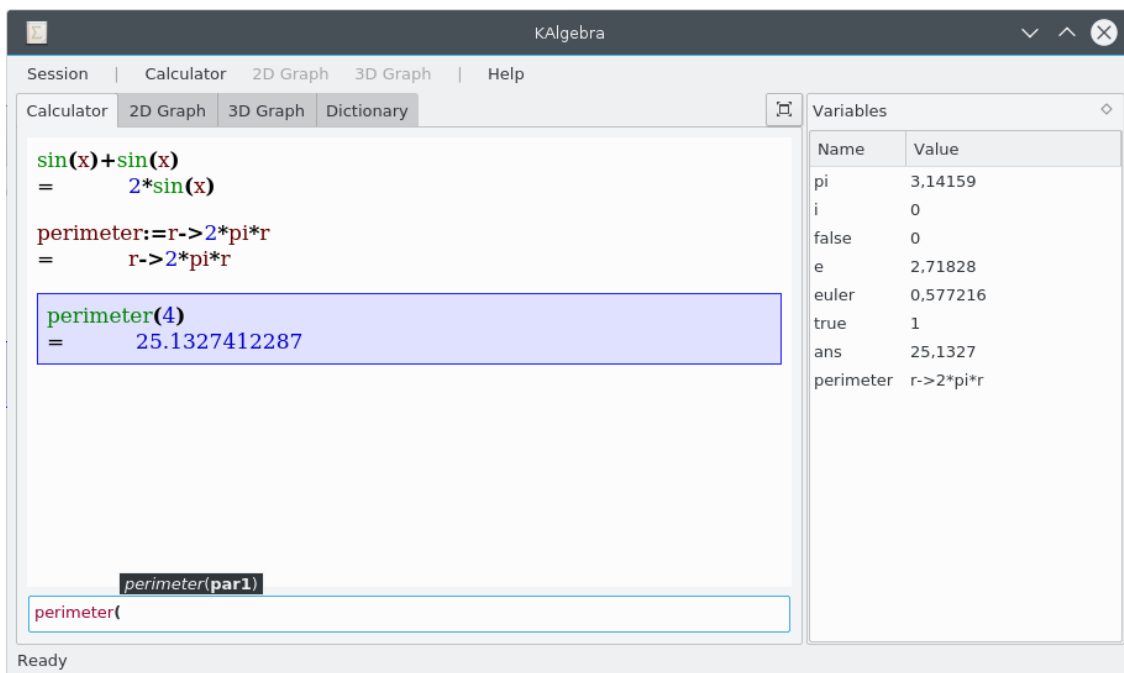 KAlgebra
Session | Calculator 2D Graph 3D Graph | Help
Calculator 2D Graph 3D Graph Dictionary
sin(x)+sin(x)
= 2*sin(x)
perimeter:=r->2*pi*r
= r->2*pi*r
perimeter(4)
= 25.1327412287
perimeter(par1)
perimeter(
Variables
Name Value
pi 3,14159
i 0
false 0
e 2,71828
euler 0,577216
true 1
ans 25,1327
perimeter r->2*pi*r
Ready